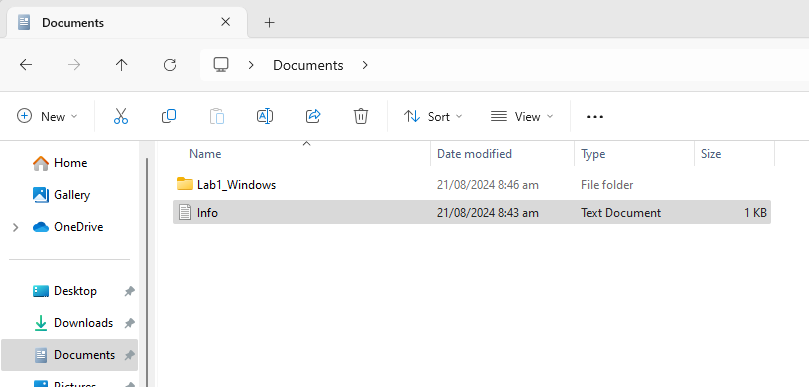 Documents
Documents
New
Sort
View
Name Date modified Type Size
Home
Gallery
OneDrive
Desktop
Downloads
Documents
Pictures
Lab1_Windows 21/08/2024 8:46 am File folder
Info 21/08/2024 8:43 am Text Document 1 KB